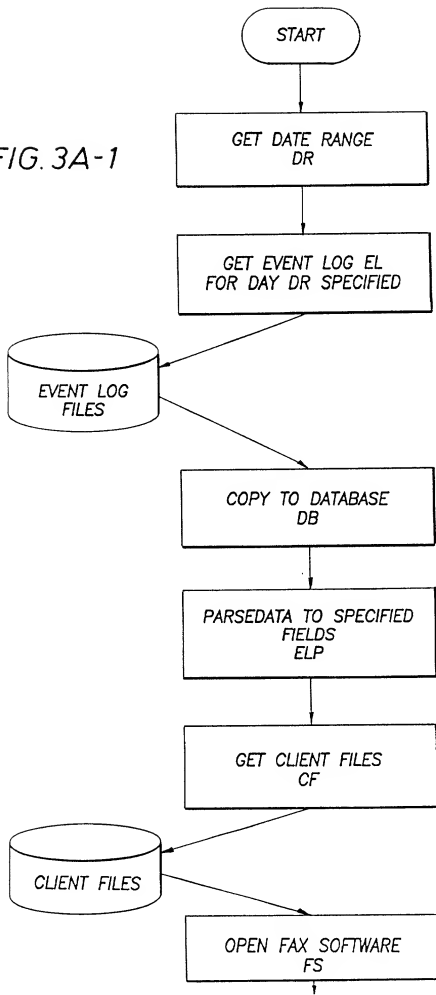 START
FIG. 3A-1
GET DATE RANGE
DR
GET EVENT LOG EL
FOR DAY DR SPECIFIED
EVENT LOG
FILES
COPY TO DATABASE
DB
PARSEDATA TO SPECIFIED
FIELDS
ELP
GET CLIENT FILES
CF
CLIENT FILES
OPEN FAX SOFTWARE
FS